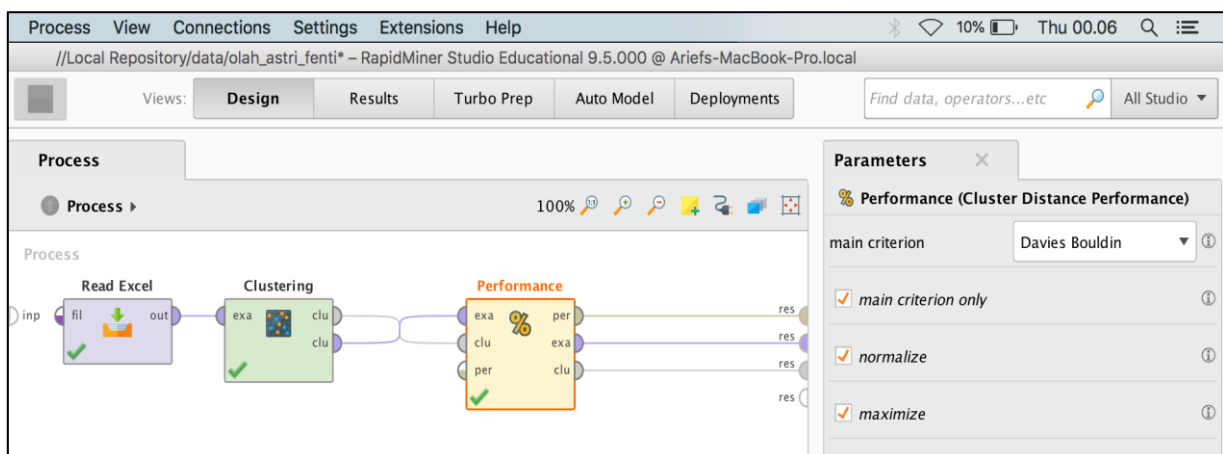 Process View Connections Settings Extensions Help 10% Thu 00.06
//Local Repository/data/olah_astri_fenti* – RapidMiner Studio Educational 9.5.000 @ Ariefs-MacBook-Pro.local
Views: Design Results Turbo Prep Auto Model Deployments Find data, operators...etc All Studio
Process
Process
100%
Process
Read Excel Clustering Performance
inp fil out exa clu exa per res
clu clu exa res
per clu res
res
Parameters
Performance (Cluster Distance Performance)
main criterion Davies Bouldin
main criterion only
normalize
maximize